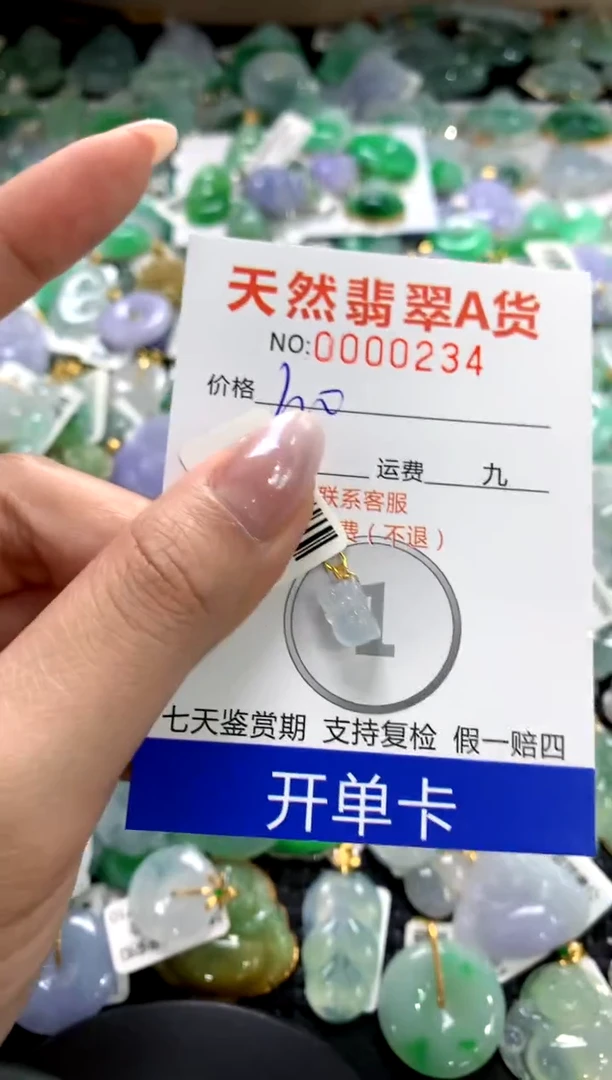 天然翡翠A货
NO:0000234
价格
运费 九
联系客服
费(不退)
1
七天鉴赏期 支持复检 假一赔四
开单卡